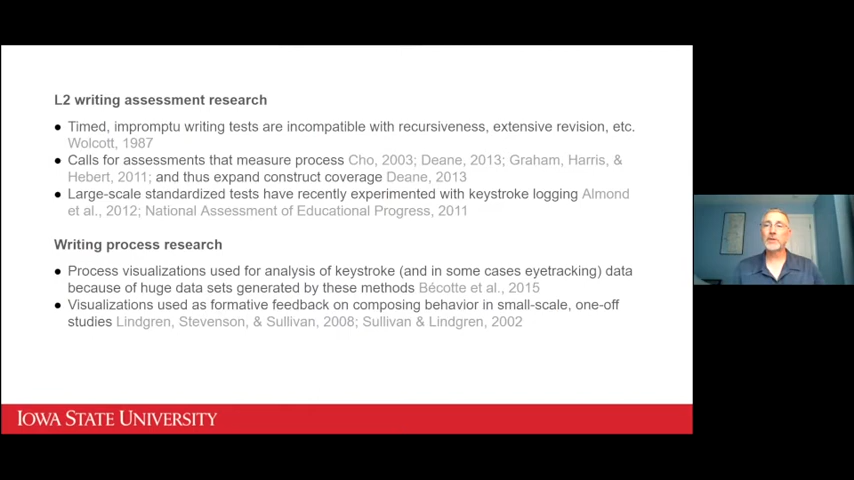 L2 writing assessment research
● Timed, impromptu writing tests are incompatible with recursiveness, extensive revision, etc.
Wolcott, 1987
● Calls for assessments that measure process Cho, 2003; Deane, 2013; Graham, Harris, &
Hebert, 2011; and thus expand construct coverage Deane, 2013
● Large-scale standardized tests have recently experimented with keystroke logging Almond
et al., 2012; National Assessment of Educational Progress, 2011
Writing process research
● Process visualizations used for analysis of keystroke (and in some cases eyetracking) data
because of huge data sets generated by these methods Bécotte et al., 2015
● Visualizations used as formative feedback on composing behavior in small-scale, one-off
studies Lindgren, Stevenson, & Sullivan, 2008; Sullivan & Lindgren, 2002
IOWA STATE UNIVERSITY